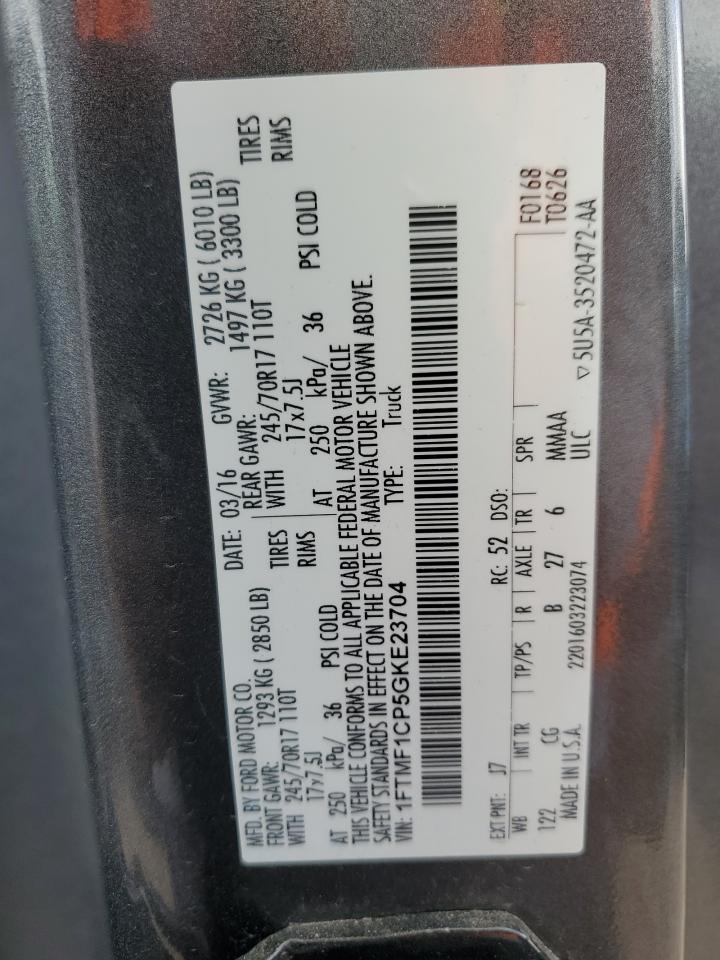 MFD. BY FORD MOTOR CO.
DATE: 03/16 GVWR: 2726 KG ( 6010 LB)
FRONT GAWR: 1293 KG ( 2850 LB) REAR GAWR: 1497 KG ( 3300 LB)
WITH 245/70R17 110T TIRES WITH 245/70R17 110T TIRES
17x7.5J RIMS 17x7.5J RIMS
AT 250 kPa/ 36 PSI COLD AT 250 kPa/ 36 PSI COLD
THIS VEHICLE CONFORMS TO ALL APPLICABLE FEDERAL MOTOR VEHICLE
SAFETY STANDARDS IN EFFECT ON THE DATE OF MANUFACTURE SHOWN ABOVE.
VIN: 1FTMF1CP5GKE23704 TYPE: Truck
EXT PNT: J7 RC: 52 DSO: F0168
WB INT TR TP/PS R AXLE TR SPR T0626
122 CG B 27 6 MMAA
MADE IN U.S.A. 2201603223074 ULC ▽ 5U5A-3520472-AA